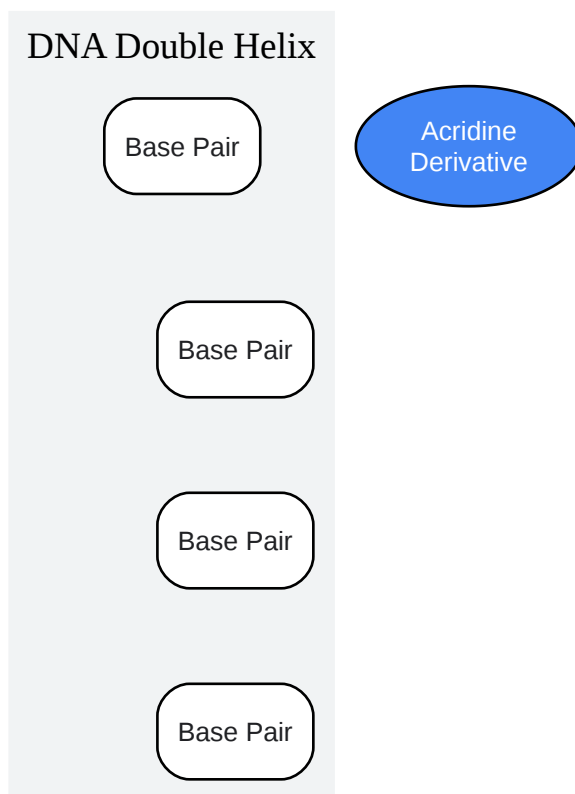 DNA Double Helix
Base Pair
Acridine
Derivative
Base Pair
Base Pair
Base Pair